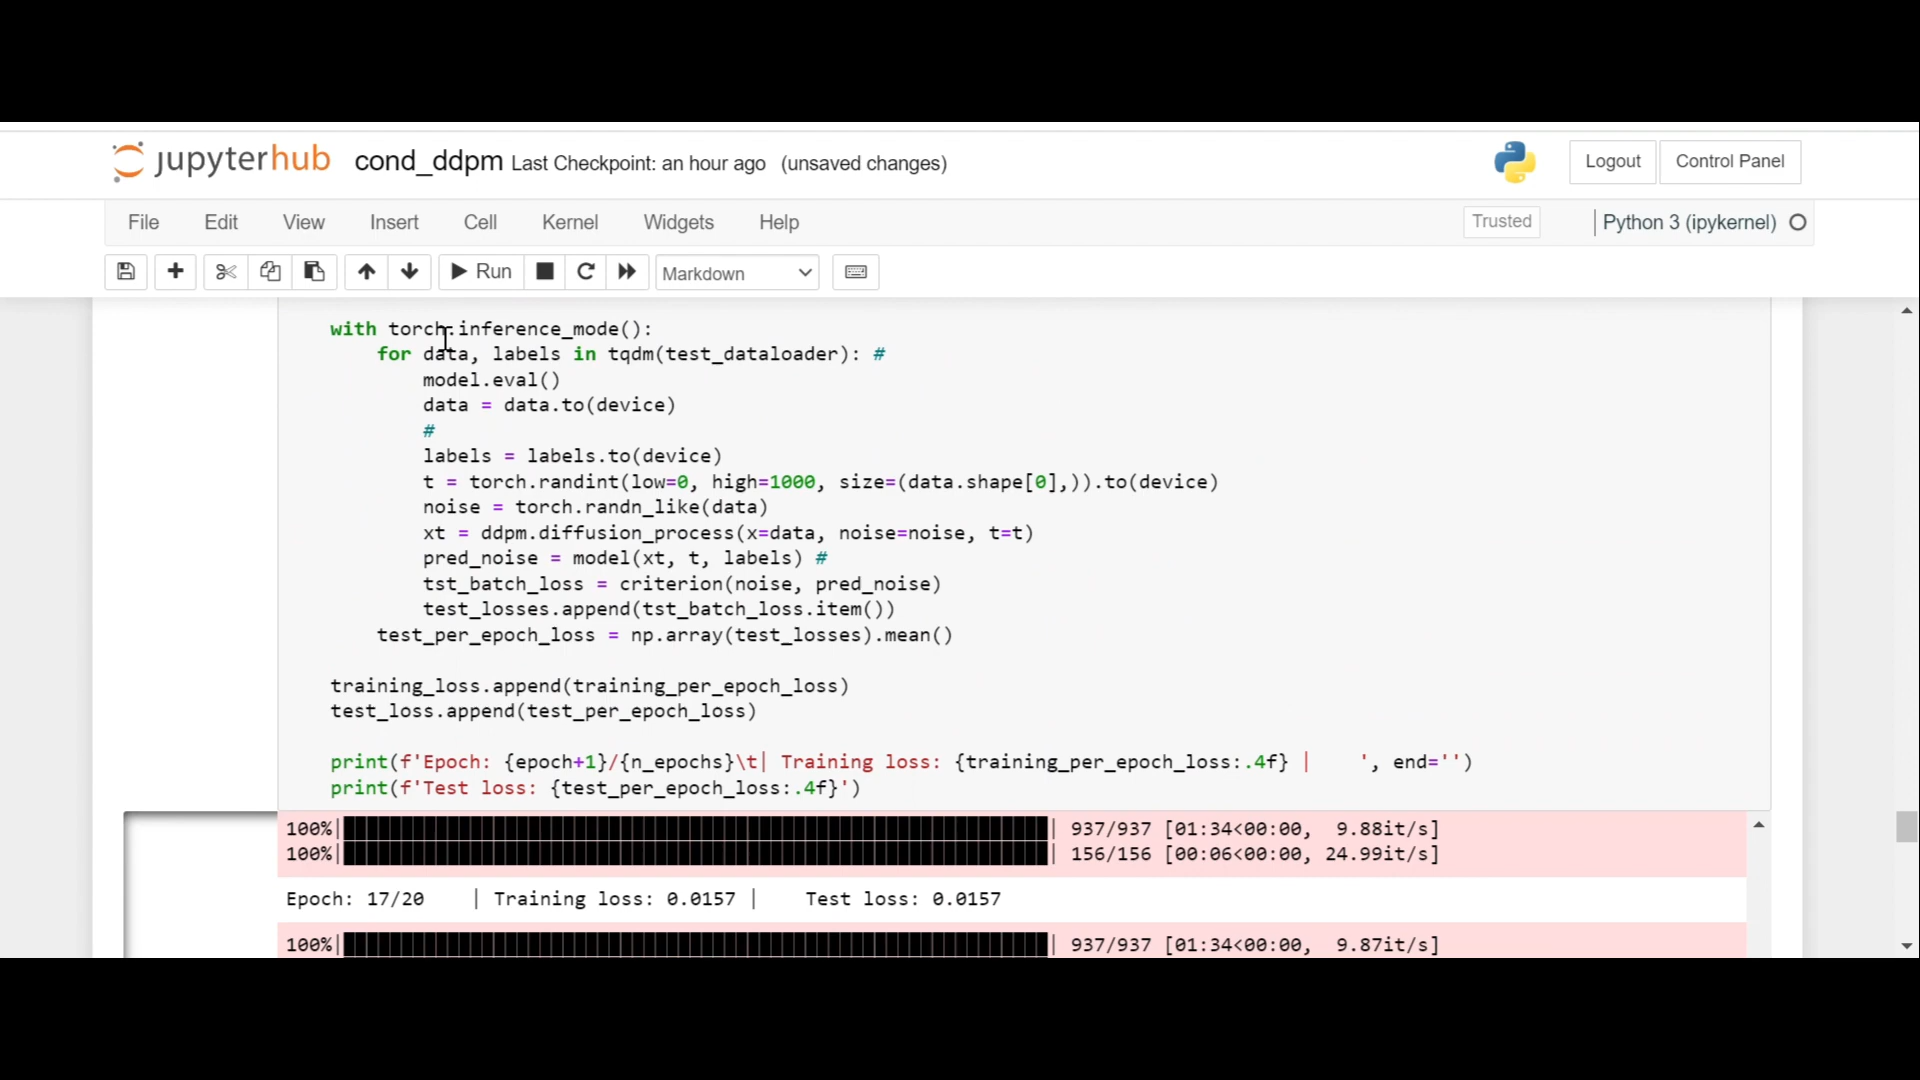 jupyterhub cond_ddpm Last Checkpoint: an hour ago (unsaved changes) Logout Control Panel
File Edit View Insert Cell Kernel Widgets Help Trusted Python 3 (ipykernel)
Run Markdown
with torch.inference_mode():
for data, labels in tqdm(test_dataloader): #
model.eval()
data = data.to(device)
#
labels = labels.to(device)
t = torch.randint(low=0, high=1000, size=(data.shape[0],)).to(device)
noise = torch.randn_like(data)
xt = ddpm.diffusion_process(x=data, noise=noise, t=t)
pred_noise = model(xt, t, labels) #
tst_batch_loss = criterion(noise, pred_noise)
test_losses.append(tst_batch_loss.item())
test_per_epoch_loss = np.array(test_losses).mean()
training_loss.append(training_per_epoch_loss)
test_loss.append(test_per_epoch_loss)
print(f'Epoch: {epoch+1}/{n_epochs}\t| Training loss: {training_per_epoch_loss:.4f} |    ', end='')
print(f'Test loss: {test_per_epoch_loss:.4f}')
100%| | 937/937 [01:34<00:00, 9.88it/s]
100%| | 156/156 [00:06<00:00, 24.99it/s]
Epoch: 17/20 | Training loss: 0.0157 | Test loss: 0.0157
100%| | 937/937 [01:34<00:00, 9.87it/s]